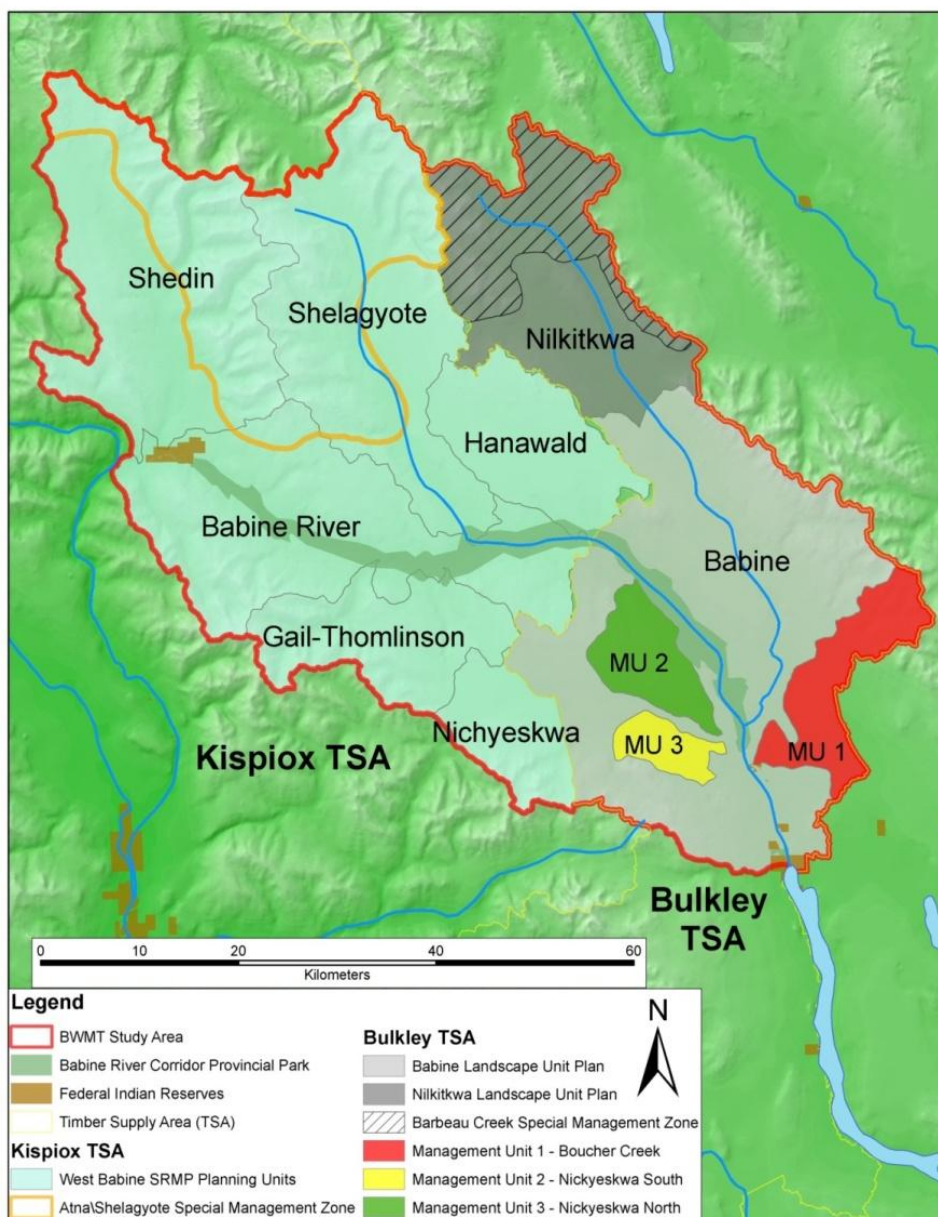 Shedin
Shelagyote
Nilkitkwa
Hanawald
Babine River
Babine
Gail-Thomlinson
MU 2
Nichyeskwa
MU 3
MU 1
Kispiox TSA
Bulkley
TSA
0 10 20 40 60
Kilometers
Legend
BWMT Study Area
Babine River Corridor Provincial Park
Federal Indian Reserves
Timber Supply Area (TSA)
Kispiox TSA
West Babine SRMP Planning Units
Atna\Shelagyote Special Management Zone
Bulkley TSA
Babine Landscape Unit Plan
Nilkitkwa Landscape Unit Plan
Barbeau Creek Special Management Zone
Management Unit 1 - Boucher Creek
Management Unit 2 - Nickyeskwa South
Management Unit 3 - Nickyeskwa North
N